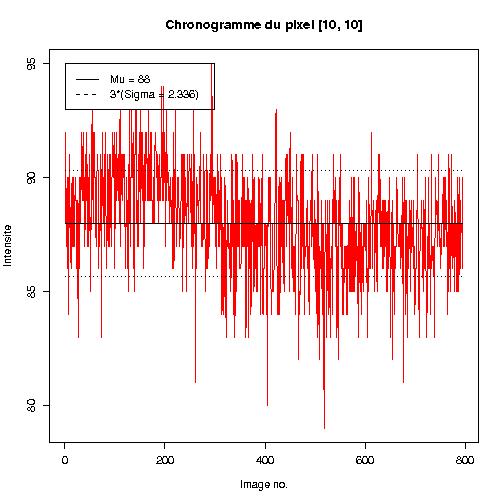 Chronogramme du pixel [10, 10]
Mu = 88
3*(Sigma = 2.336)
Intensite
95
90
85
80
0 200 400 600 800
Image no.